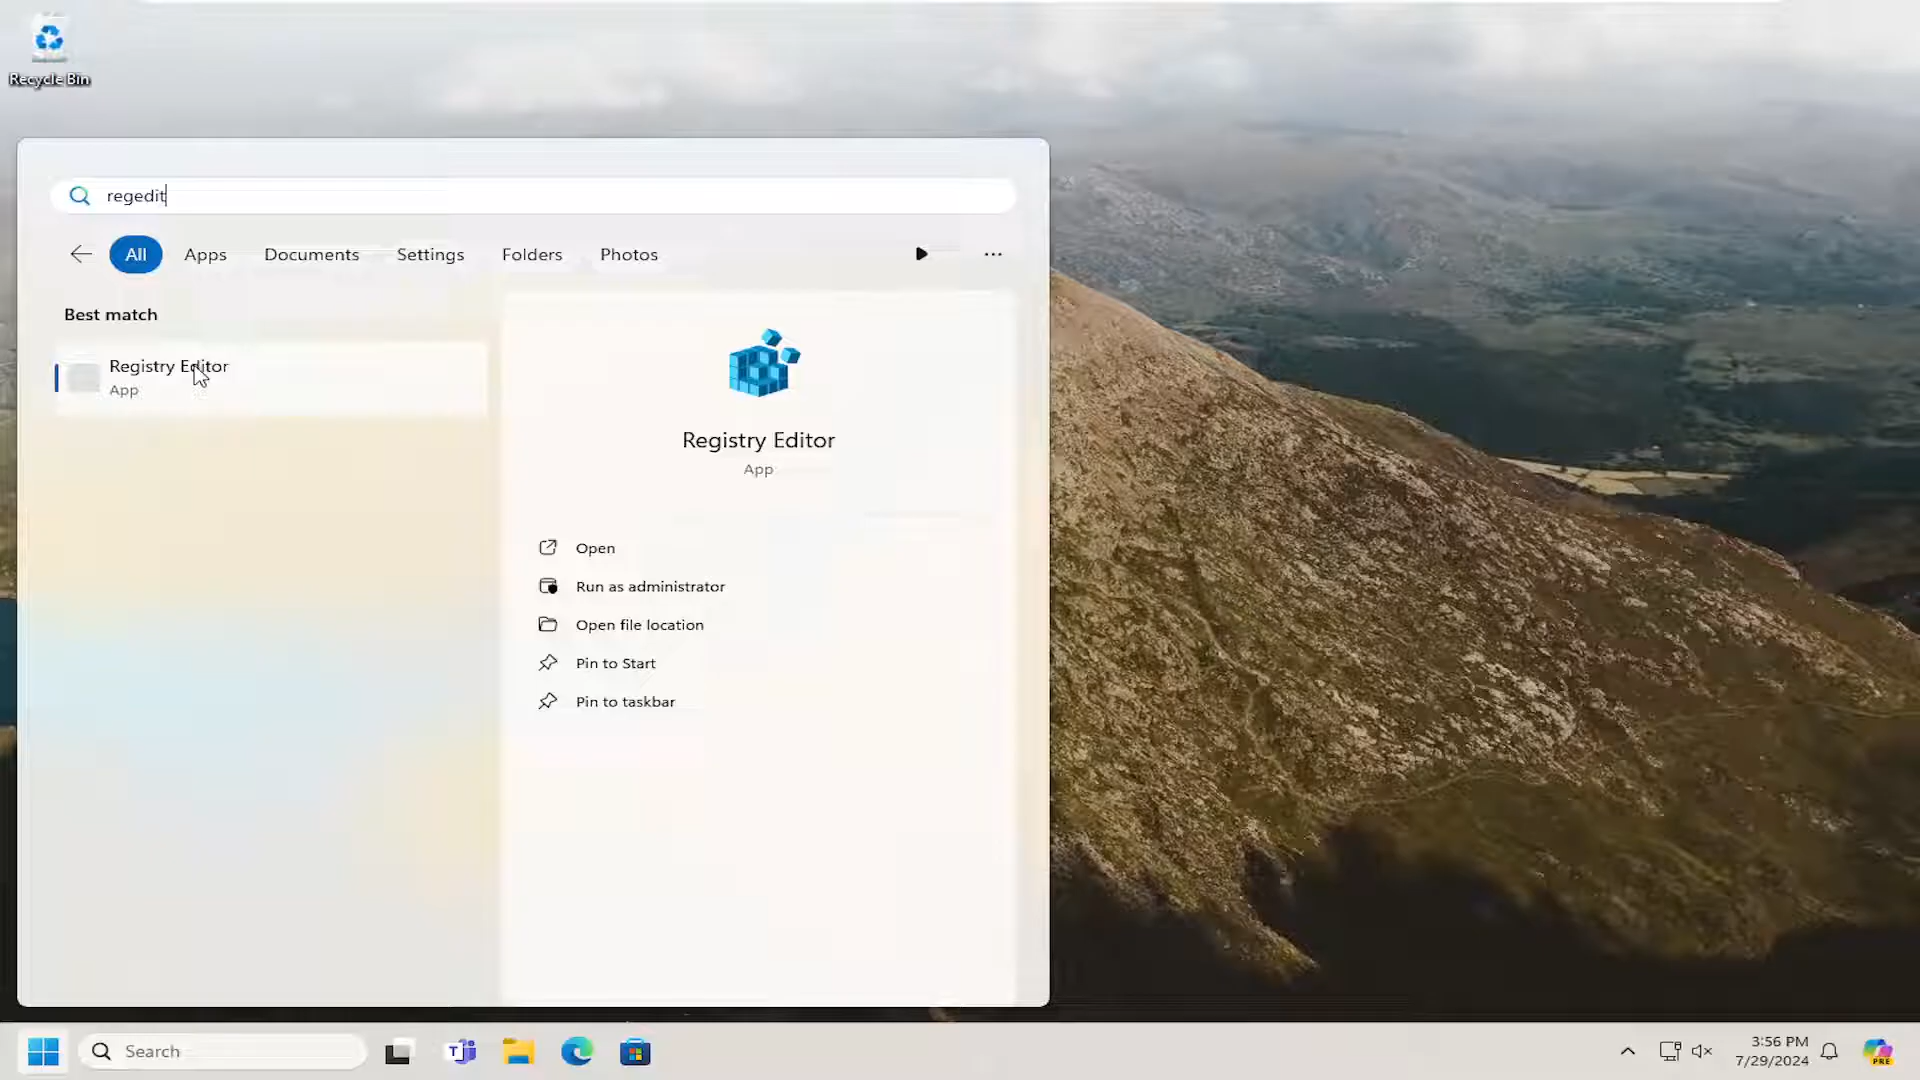 Recycle Bin
regedit
All Apps Documents Settings Folders Photos
Best match
Registry Editor
App
Registry Editor
App
Open
Run as administrator
Open file location
Pin to Start
Pin to taskbar
Search
3:56 PM
7/29/2024
PRE